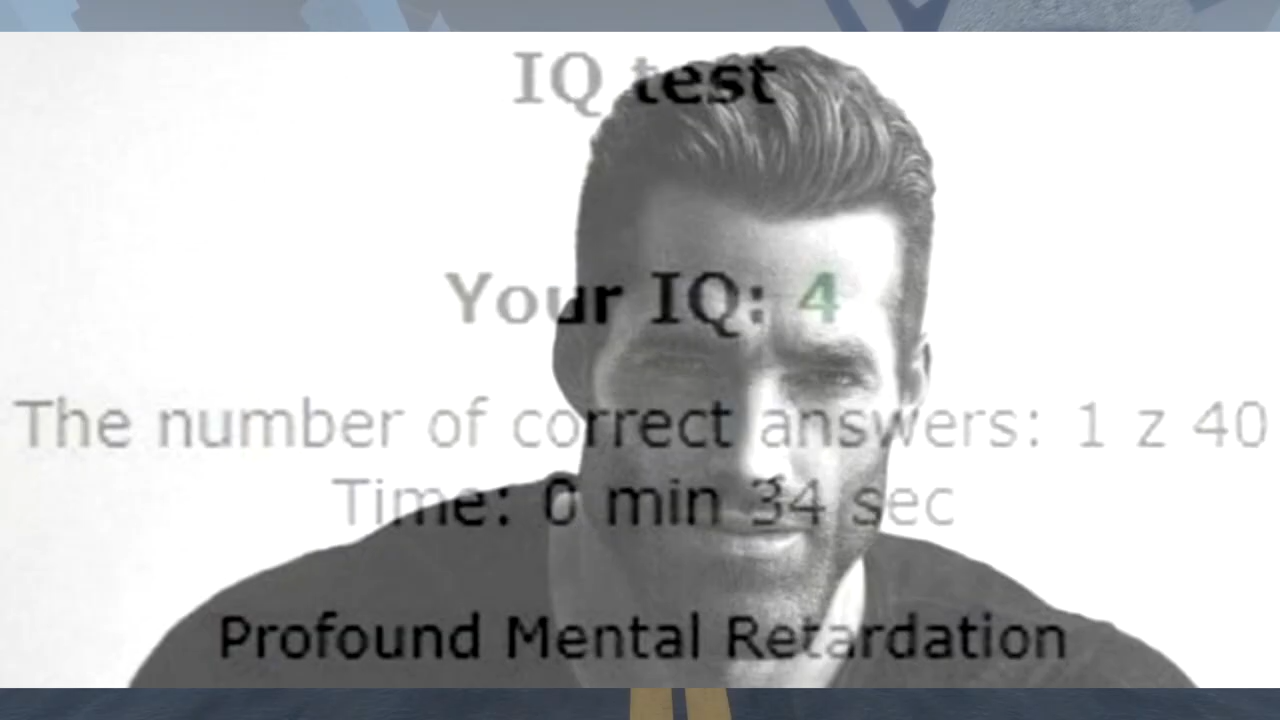 IQ test
Your IQ: 4
The number of correct answers: 1 z 40
Time: 0 min 34 sec
Profound Mental Retardation